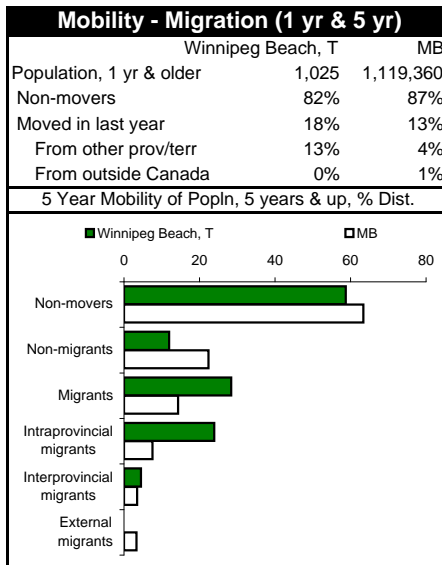 Mobility - Migration (1 yr & 5 yr)
Winnipeg Beach, T MB
Population, 1 yr & older 1,025 1,119,360
Non-movers 82% 87%
Moved in last year 18% 13%
From other prov/terr 13% 4%
From outside Canada 0% 1%
5 Year Mobility of Popln, 5 years & up, % Dist.
Winnipeg Beach, T MB
0 20 40 60 80
Non-movers
Non-migrants
Migrants
Intraprovincial
migrants
Interprovincial
migrants
External
migrants